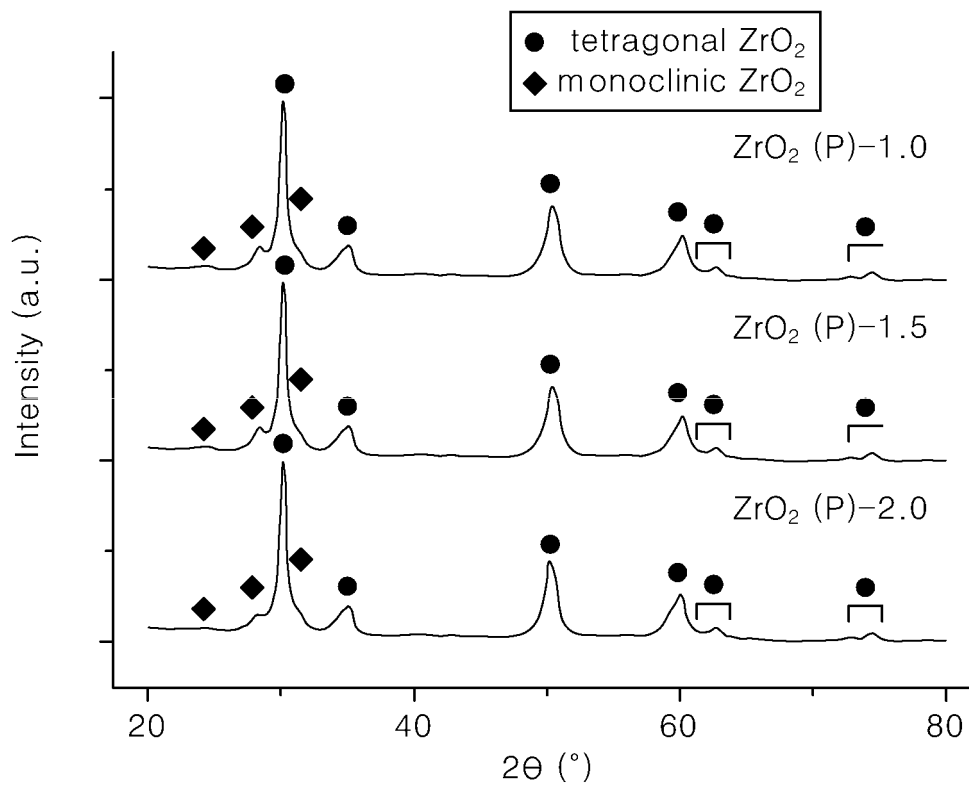 ● tetragonal ZrO₂
◆ monoclinic ZrO₂
ZrO₂ (P)-1.0
ZrO₂ (P)-1.5
ZrO₂ (P)-2.0
Intensity (a.u.)
20 40 60 80
2θ (°)